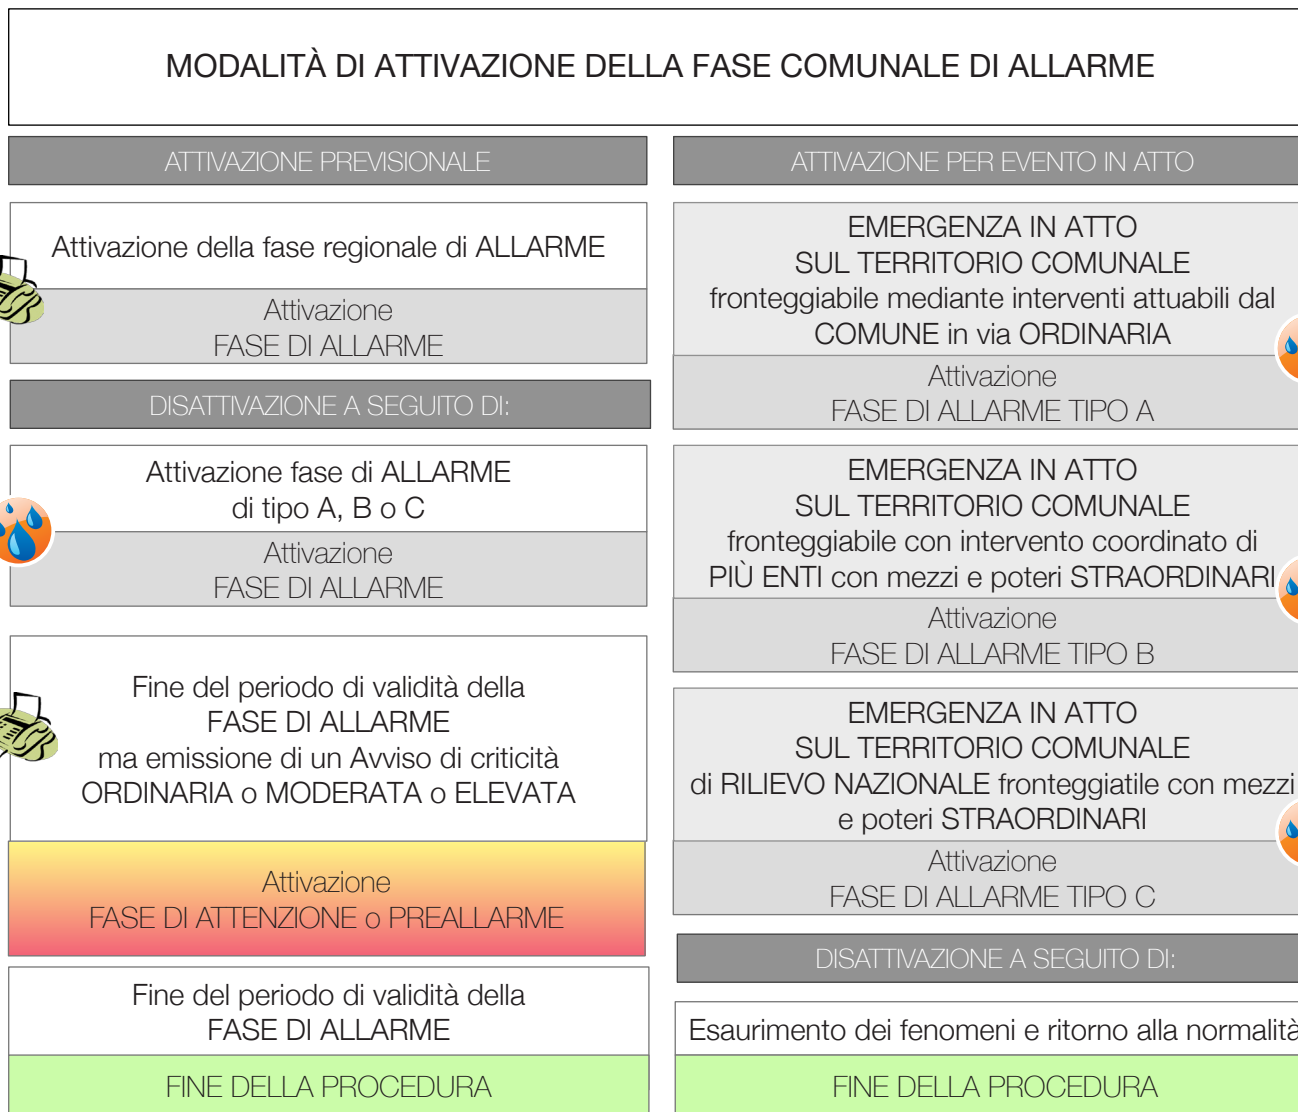 MODALITÀ DI ATTIVAZIONE DELLA FASE COMUNALE DI ALLARME
ATTIVAZIONE PREVISIONALE
Attivazione della fase regionale di ALLARME
Attivazione
FASE DI ALLARME
DISATTIVAZIONE A SEGUITO DI:
Attivazione fase di ALLARME
di tipo A, B o C
Attivazione
FASE DI ALLARME
Fine del periodo di validità della
FASE DI ALLARME
ma emissione di un Avviso di criticità
ORDINARIA o MODERATA o ELEVATA
Attivazione
FASE DI ATTENZIONE o PREALLARME
Fine del periodo di validità della
FASE DI ALLARME
FINE DELLA PROCEDURA
ATTIVAZIONE PER EVENTO IN ATTO
EMERGENZA IN ATTO
SUL TERRITORIO COMUNALE
fronteggiabile mediante interventi attuabili dal
COMUNE in via ORDINARIA
Attivazione
FASE DI ALLARME TIPO A
EMERGENZA IN ATTO
SUL TERRITORIO COMUNALE
fronteggiabile con intervento coordinato di
PIÙ ENTI con mezzi e poteri STRAORDINARI
Attivazione
FASE DI ALLARME TIPO B
EMERGENZA IN ATTO
SUL TERRITORIO COMUNALE
di RILIEVO NAZIONALE fronteggiatile con mezzi
e poteri STRAORDINARI
Attivazione
FASE DI ALLARME TIPO C
DISATTIVAZIONE A SEGUITO DI:
Esaurimento dei fenomeni e ritorno alla normalità
FINE DELLA PROCEDURA